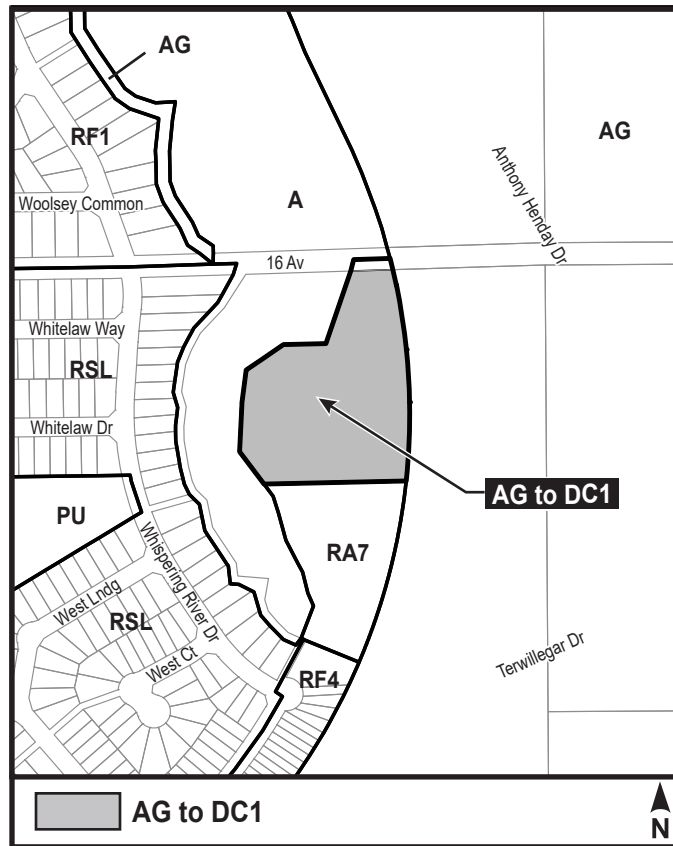 AG
RF1
AG
Anthony Henday Dr
Woolsey Common
A
16 Av
Whitelaw Way
RSL
Whitelaw Dr
AG to DC1
PU
Whispering River Dr
RA7
West Lndg
RSL
West Ct
Terwillegar Dr
RF4
AG to DC1
N